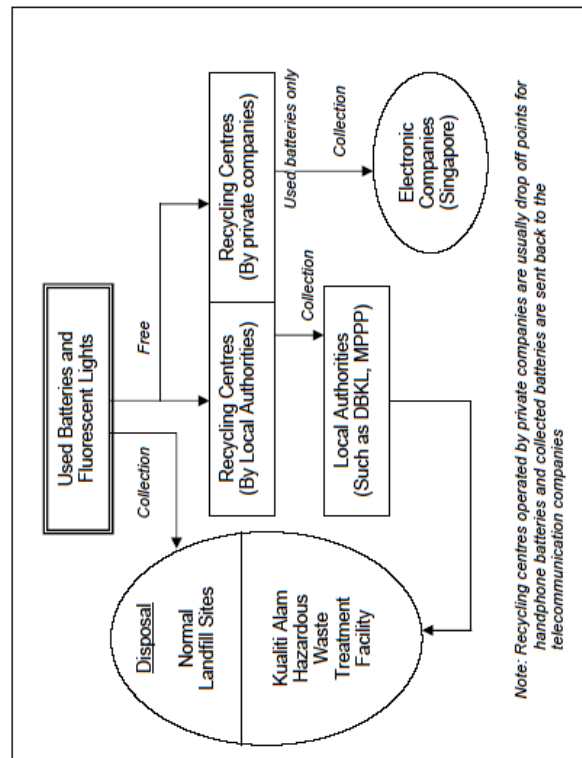 Used Batteries and
Fluorescent Lights
Collection
Free
Disposal
Normal
Landfill Sites
Kualiti Alam
Hazardous
Waste
Treatment
Facility
Recycling Centres
(By Local Authorities)
Recycling Centres
(By private companies)
Collection
Used batteries only
Collection
Local Authorities
(Such as DBKL, MPPP)
Electronic
Companies
(Singapore)
Note: Recycling centres operated by private companies are usually drop off points for
handphone batteries and collected batteries are sent back to the
telecommunication companies